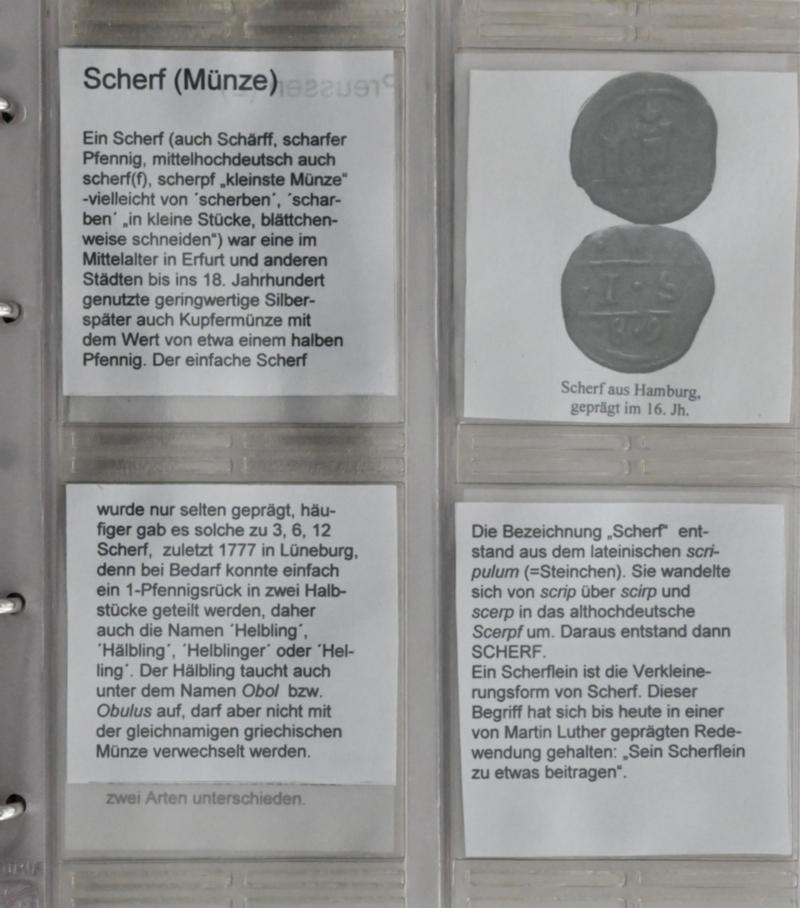 Scherf (Münze)
Ein Scherf (auch Schärff, scharfer
Pfennig, mittelhochdeutsch auch
scherf(f), scherpf „kleinste Münze“
-vielleicht von ´scherben´, ´schar-
ben´ „in kleine Stücke, blättchen-
weise schneiden“) war eine im
Mittelalter in Erfurt und anderen
Städten bis ins 18. Jahrhundert
genutzte geringwertige Silber-
später auch Kupfermünze mit
dem Wert von etwa einem halben
Pfennig. Der einfache Scherf
wurde nur selten geprägt, häu-
figer gab es solche zu 3, 6, 12
Scherf, zuletzt 1777 in Lüneburg,
denn bei Bedarf konnte einfach
ein 1-Pfennigsrück in zwei Halb-
stücke geteilt werden, daher
auch die Namen ´Helbling´,
´Hälbling´, ´Helblinger´ oder ´Hel-
ling´. Der Hälbling taucht auch
unter dem Namen Obol bzw.
Obulus auf, darf aber nicht mit
der gleichnamigen griechischen
Münze verwechselt werden.
zwei Arten unterschieden.
I · S
Scherf aus Hamburg,
geprägt im 16. Jh.
Die Bezeichnung „Scherf“ ent-
stand aus dem lateinischen scri-
pulum (=Steinchen). Sie wandelte
sich von scrip über scirp und
scerp in das althochdeutsche
Scerpf um. Daraus entstand dann
SCHERF.
Ein Scherflein ist die Verkleine-
rungsform von Scherf. Dieser
Begriff hat sich bis heute in einer
von Martin Luther geprägten Rede-
wendung gehalten: „Sein Scherflein
zu etwas beitragen“.